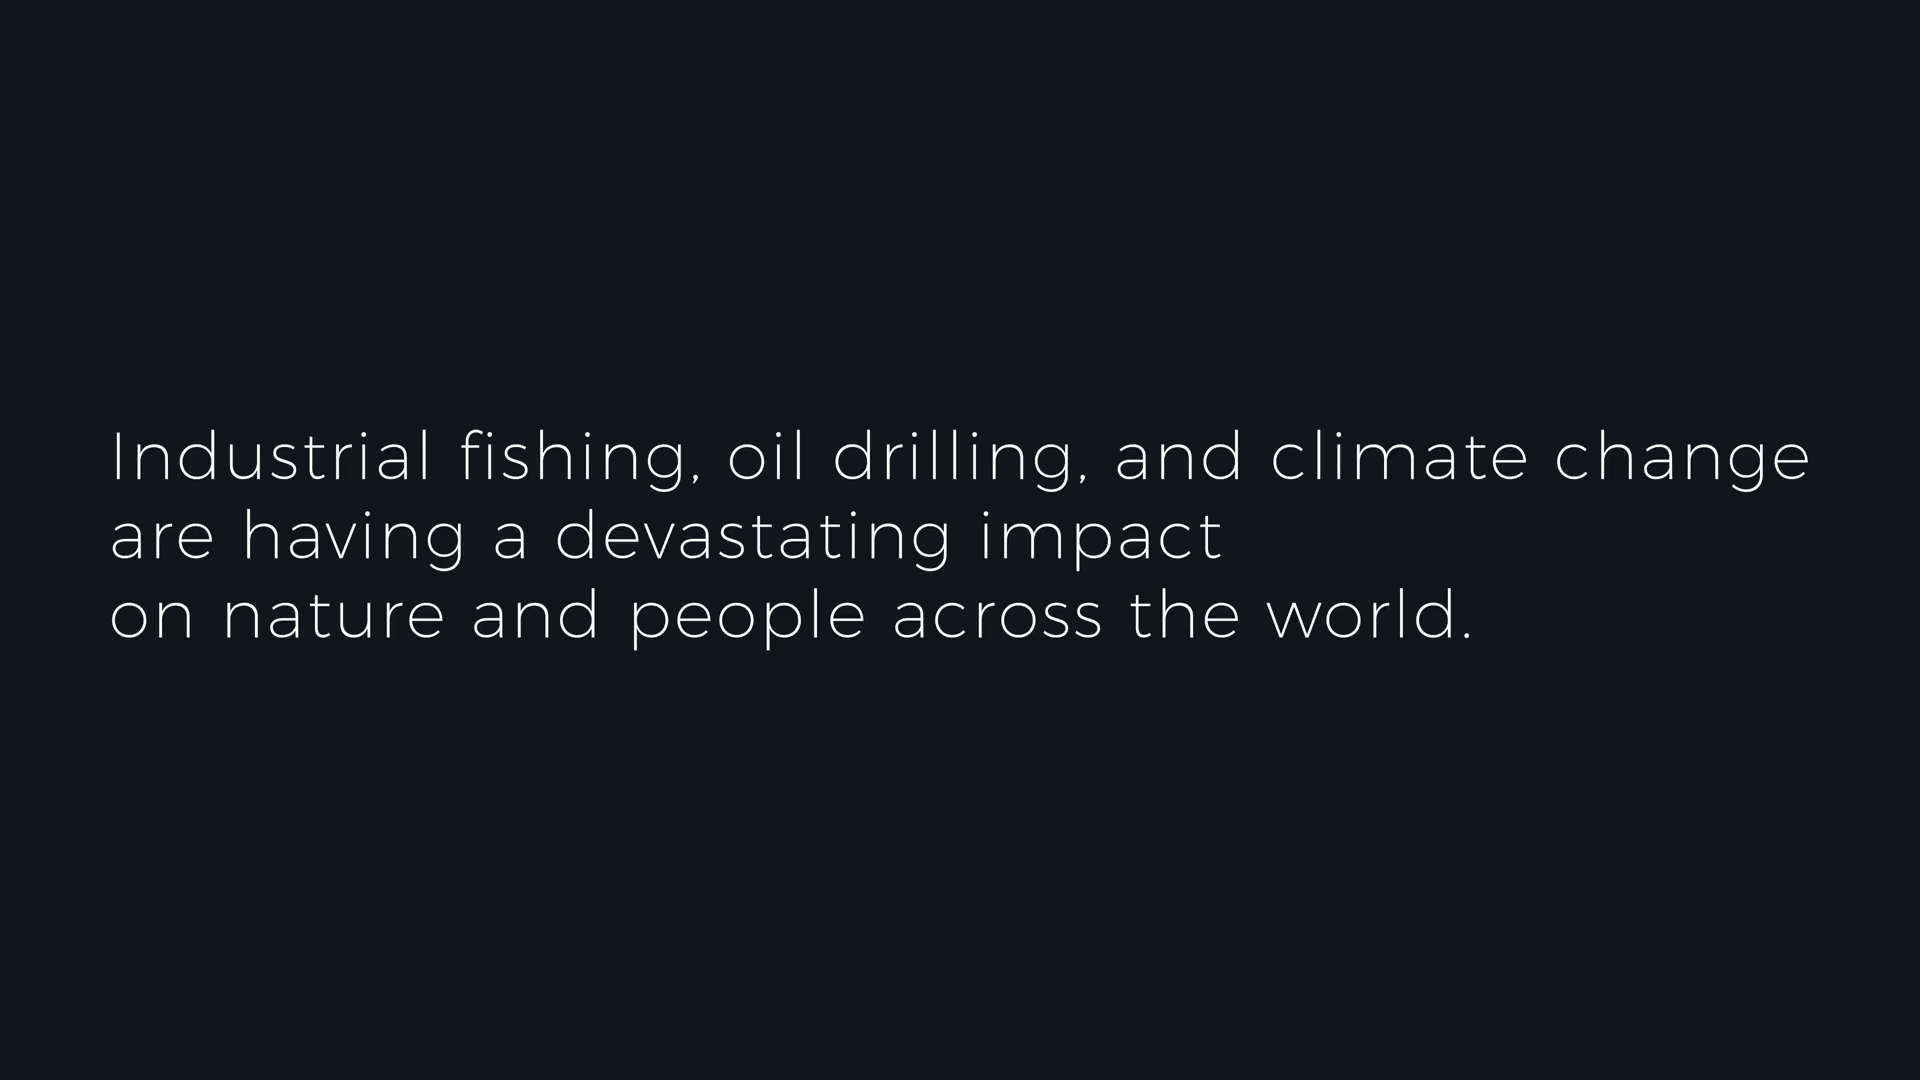 Industrial fishing, oil drilling, and climate change
are having a devastating impact
on nature and people across the world.